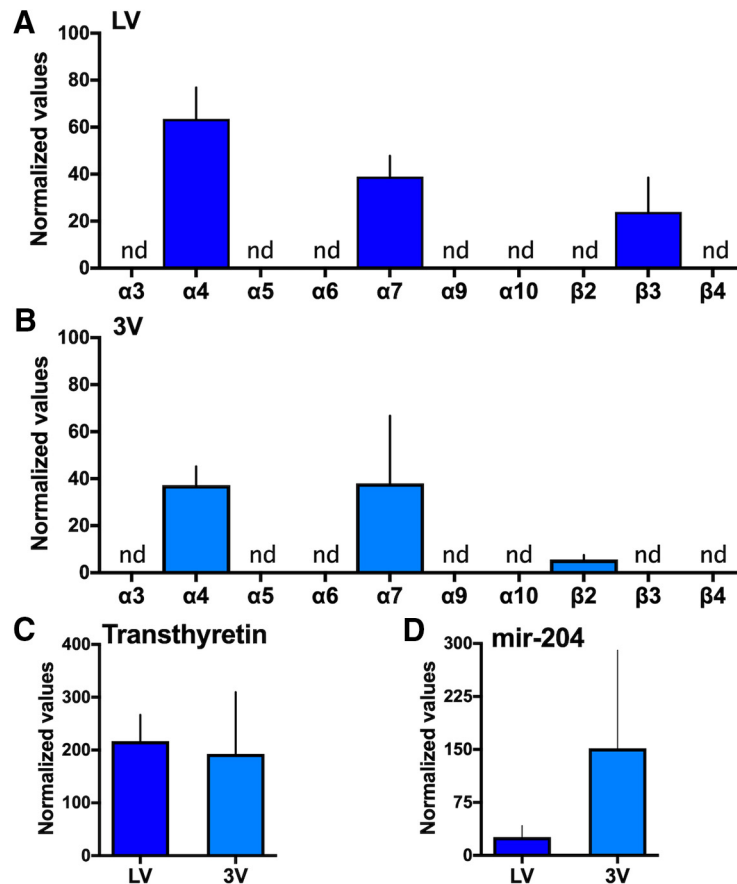 A
LV
Normalized values
100
80
60
40
20
0
nd nd nd nd nd nd nd
α3 α4 α5 α6 α7 α9 α10 β2 β3 β4
B
3V
Normalized values
100
80
60
40
20
0
nd nd nd nd nd nd nd
α3 α4 α5 α6 α7 α9 α10 β2 β3 β4
C
Transthyretin
Normalized values
400
300
200
100
0
LV 3V
D
mir-204
Normalized values
300
225
150
75
0
LV 3V